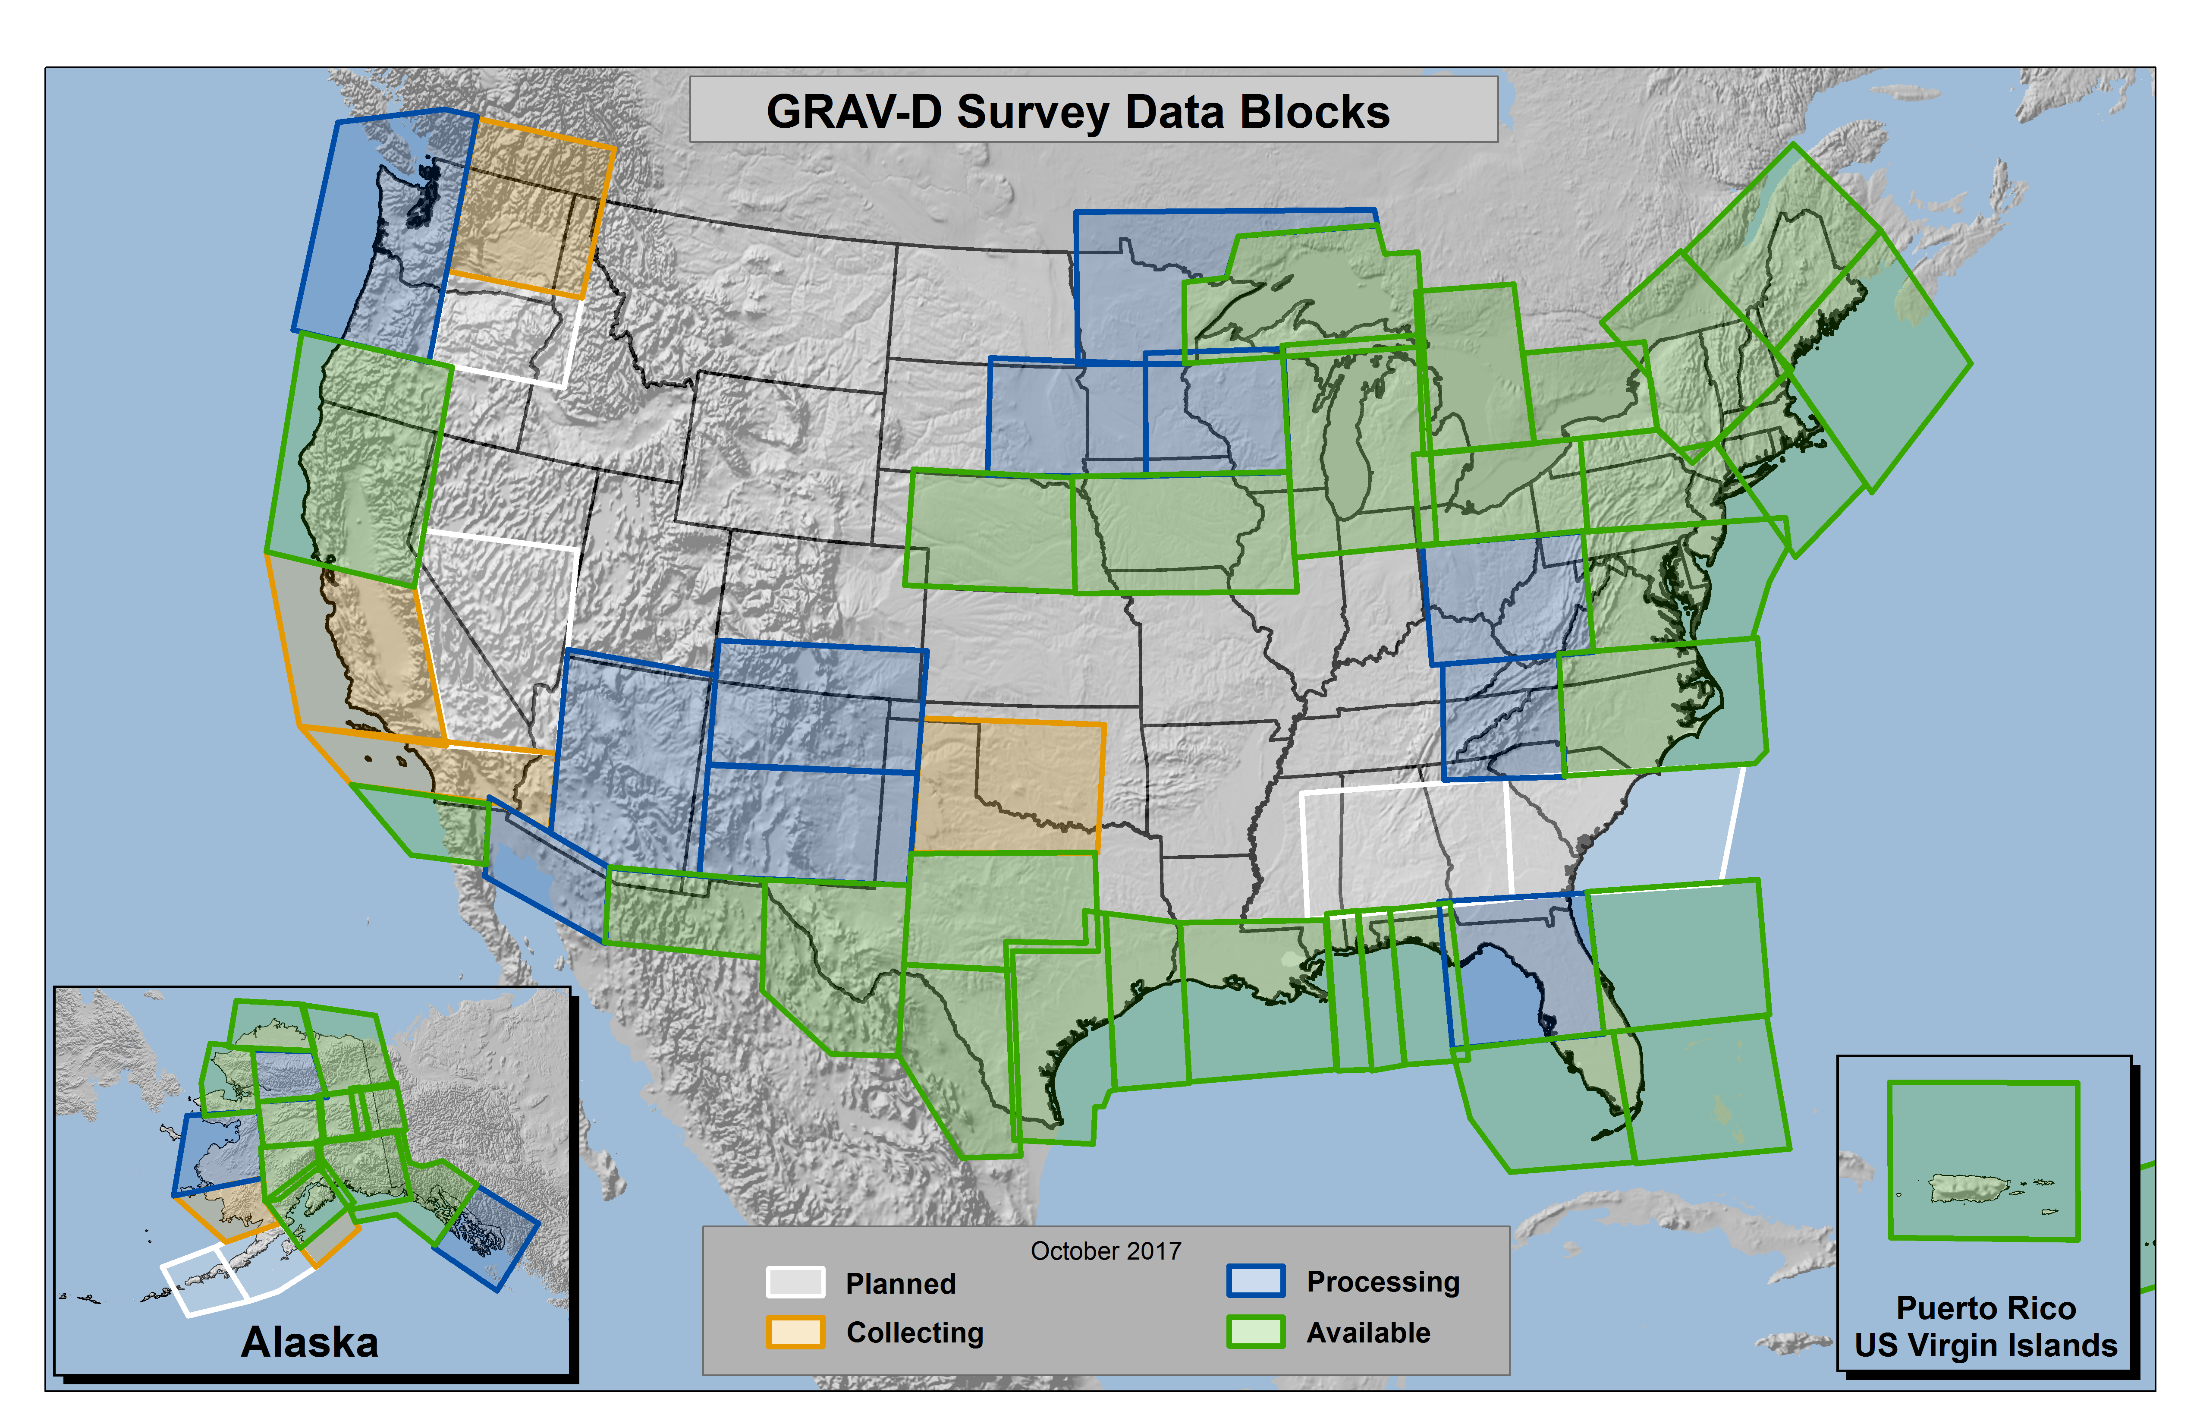 GRAV-D Survey Data Blocks
October 2017
Planned
Processing
Collecting
Available
Alaska
Puerto Rico
US Virgin Islands